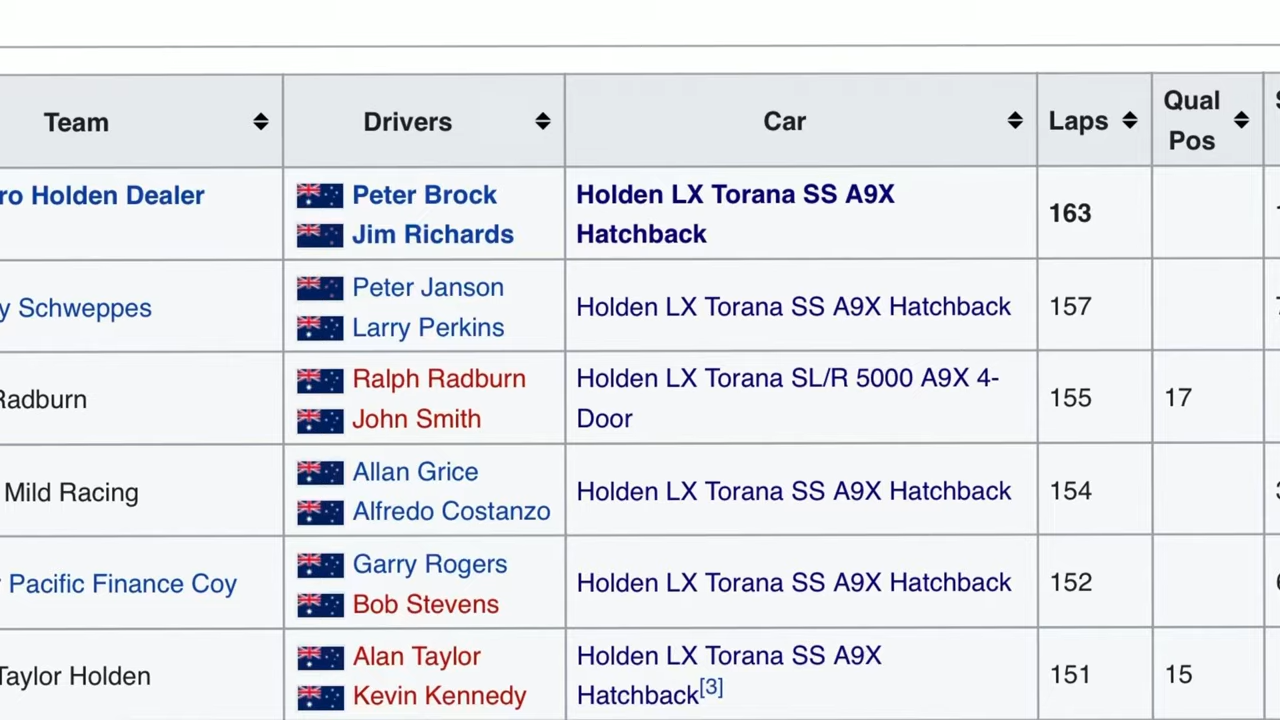 Team Drivers Car Laps Qual Pos
ro Holden Dealer Peter Brock Holden LX Torana SS A9X 163
Jim Richards Hatchback
y Schweppes Peter Janson Holden LX Torana SS A9X Hatchback 157
Larry Perkins
Radburn Ralph Radburn Holden LX Torana SL/R 5000 A9X 4- 155 17
John Smith Door
Mild Racing Allan Grice Holden LX Torana SS A9X Hatchback 154
Alfredo Costanzo
Pacific Finance Coy Garry Rogers Holden LX Torana SS A9X Hatchback 152
Bob Stevens
Taylor Holden Alan Taylor Holden LX Torana SS A9X 151 15
Kevin Kennedy Hatchback[3]